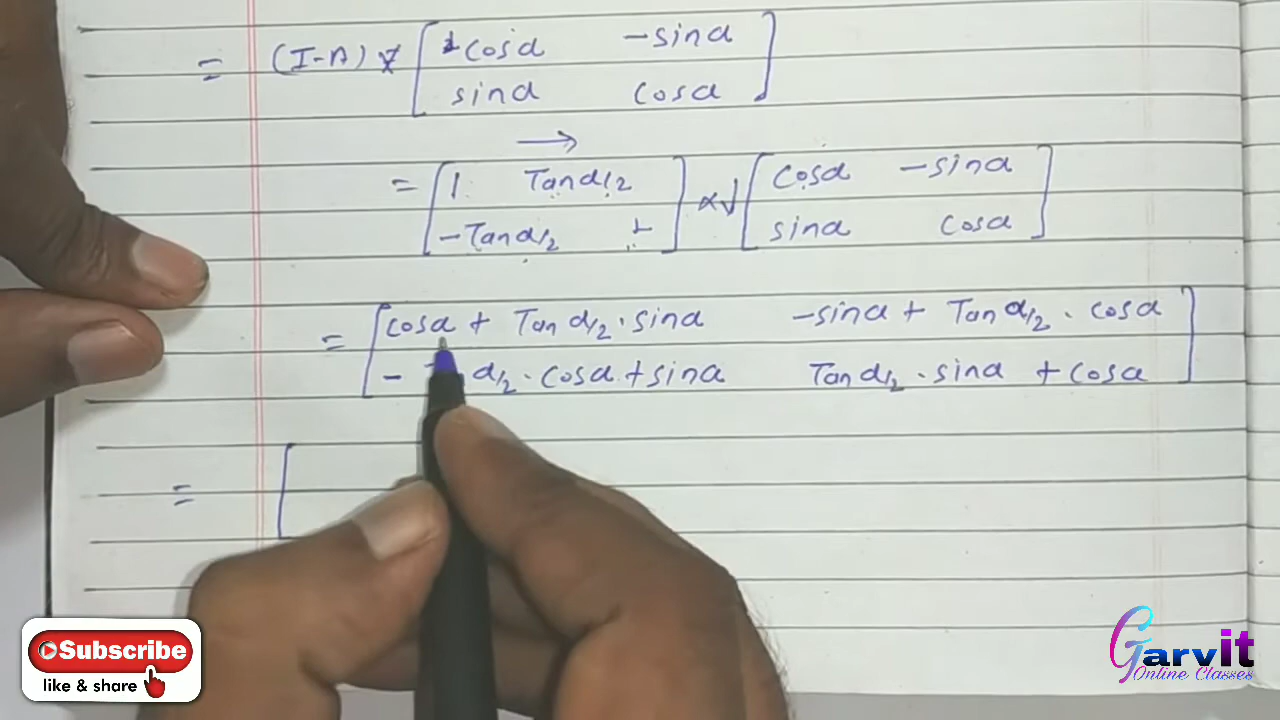 = (I-A) × [ cosα -sinα
sinα cosα ]
= [ 1 Tanα/2
-Tanα/2 1 ] × [ cosα -sinα
sinα cosα ]
= [ cosα + Tanα/2 · sinα -sinα + Tanα/2 · cosα
- α/2 · cosα + sinα Tanα/2 · sinα + cosα ]
= [
Subscribe
like & share
Garvit
Online Classes